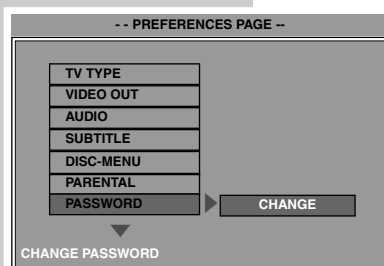 - - PREFERENCES PAGE --
TV TYPE
VIDEO OUT
AUDIO
SUBTITLE
DISC-MENU
PARENTAL
PASSWORD CHANGE
CHANGE PASSWORD